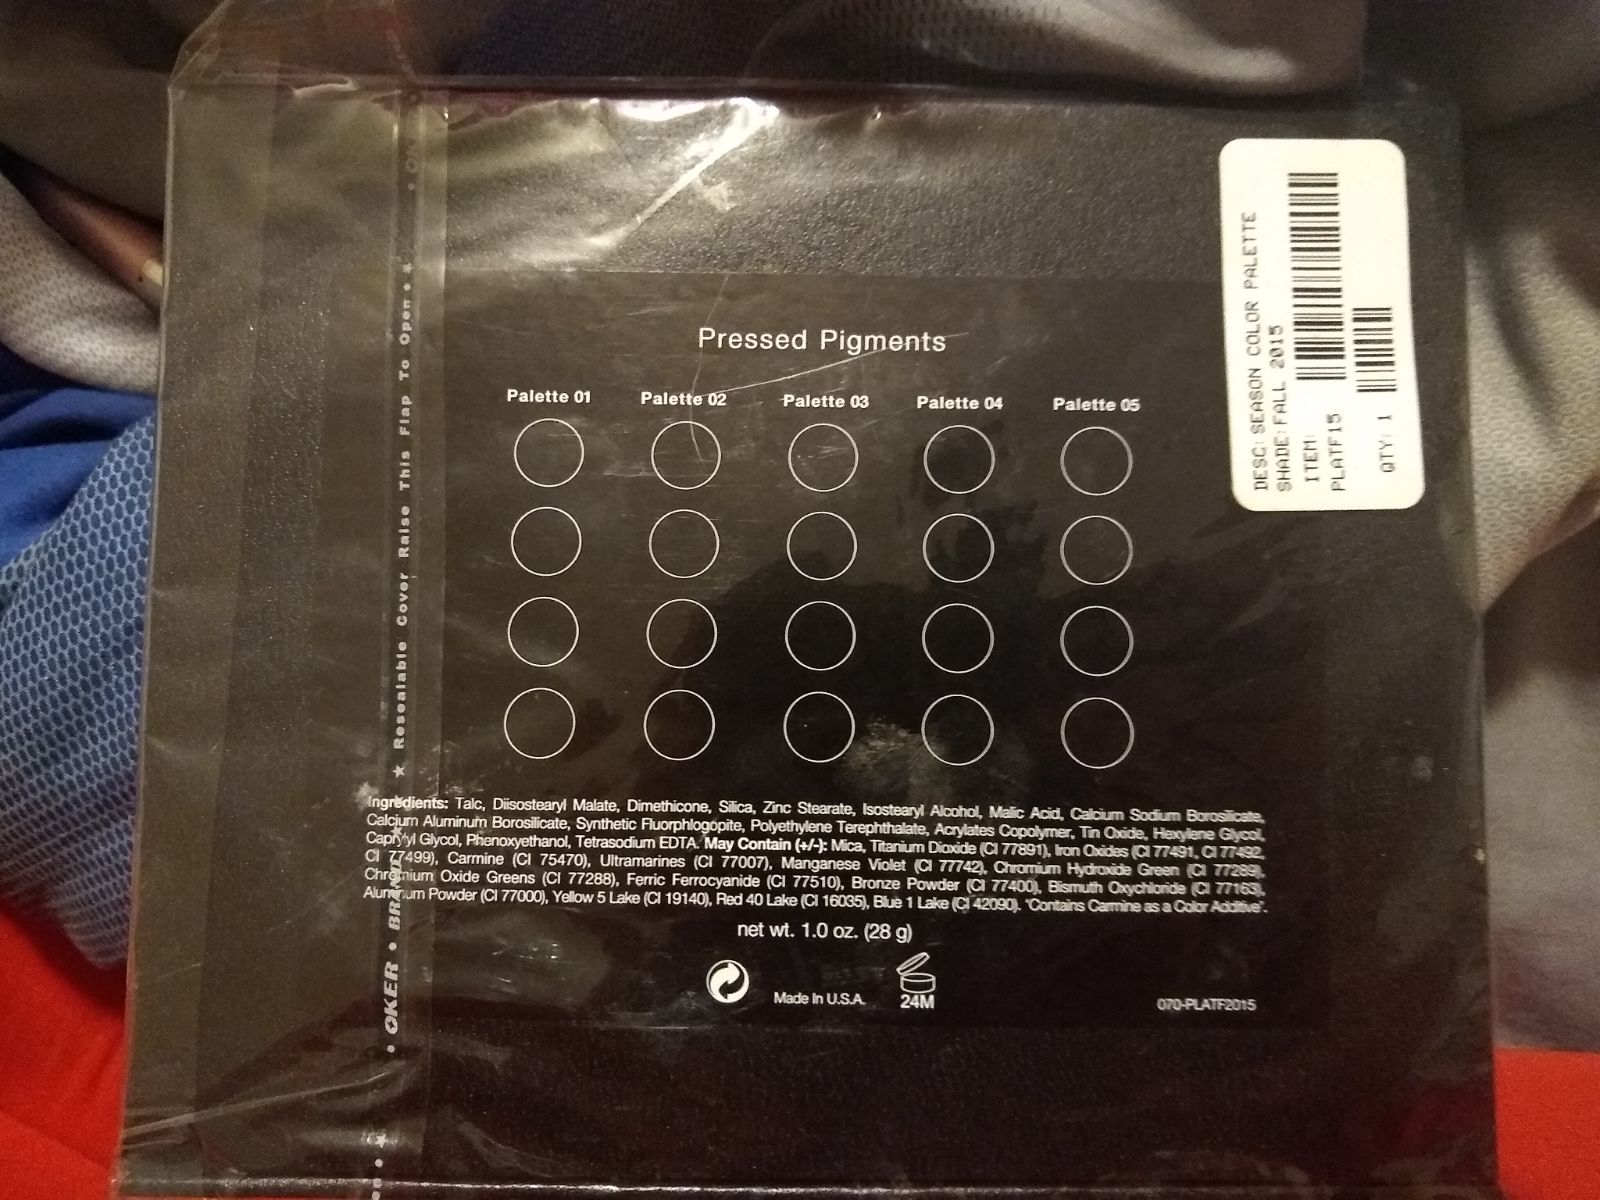 Pressed Pigments
Palette 01 Palette 02 Palette 03 Palette 04 Palette 05
Ingredients: Talc, Diisostearyl Malate, Dimethicone, Silica, Zinc Stearate, Isostearyl Alcohol, Malic Acid, Calcium Sodium Borosilicate,
Calcium Aluminum Borosilicate, Synthetic Fluorphlogopite, Polyethylene Terephthalate, Acrylates Copolymer, Tin Oxide, Hexylene Glycol,
Caprylyl Glycol, Phenoxyethanol, Tetrasodium EDTA. May Contain (+/-): Mica, Titanium Dioxide (CI 77891), Iron Oxides (CI 77491, CI 77492,
CI 77499), Carmine (CI 75470), Ultramarines (CI 77007), Manganese Violet (CI 77742), Chromium Hydroxide Green (CI 77289),
Chromium Oxide Greens (CI 77288), Ferric Ferrocyanide (CI 77510), Bronze Powder (CI 77400), Bismuth Oxychloride (CI 77163),
Aluminum Powder (CI 77000), Yellow 5 Lake (CI 19140), Red 40 Lake (CI 16035), Blue 1 Lake (CI 42090). "Contains Carmine as a Color Additive".
net wt. 1.0 oz. (28 g)
Made In U.S.A.
24M
070-PLATF2015
DESC: SEASON COLOR PALETTE
SHADE: FALL 2015
ITEM:
PLATF15
QTY: 1
• OKER • BRAND ★ Resealable Cover Raise This Flap To Open • ★